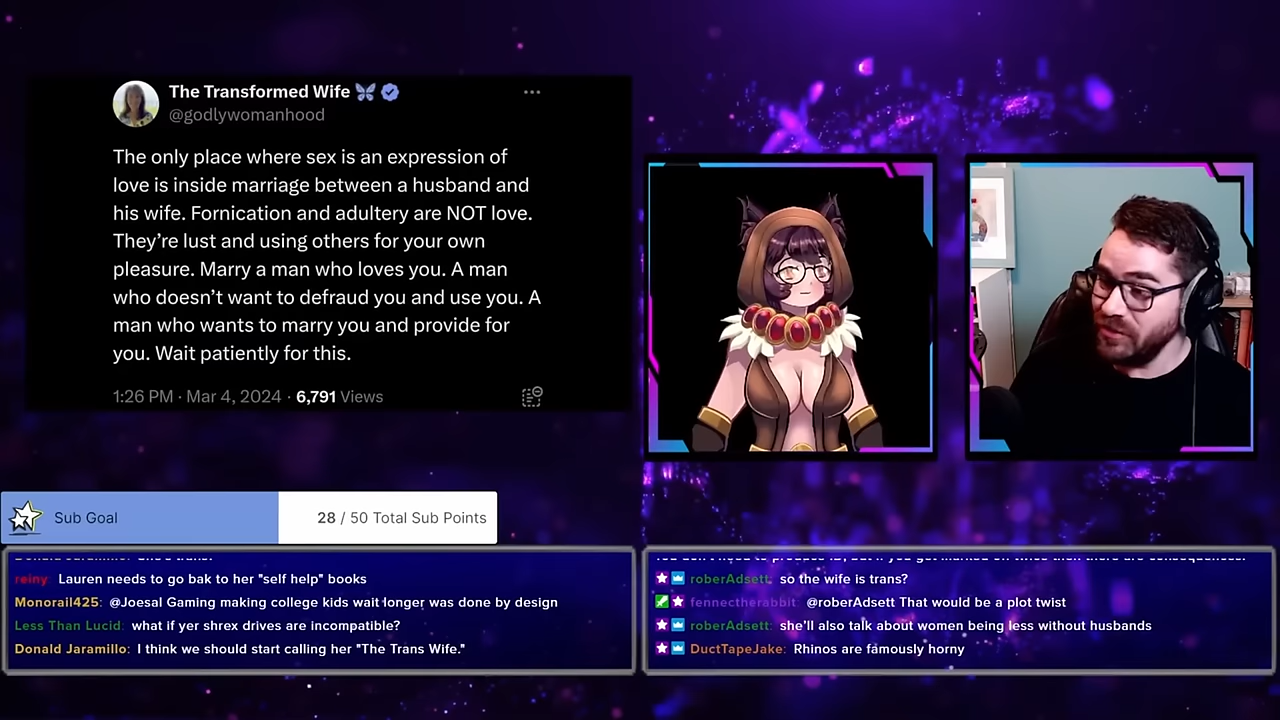 The Transformed Wife
@godlywomanhood
The only place where sex is an expression of
love is inside marriage between a husband and
his wife. Fornication and adultery are NOT love.
They’re lust and using others for your own
pleasure. Marry a man who loves you. A man
who doesn’t want to defraud you and use you. A
man who wants to marry you and provide for
you. Wait patiently for this.
1:26 PM · Mar 4, 2024 · 6,791 Views
Sub Goal
28 / 50 Total Sub Points
reiny: Lauren needs to go bak to her "self help" books
Monorail425: @Joesal Gaming making college kids wait longer was done by design
Less Than Lucid: what if yer shrex drives are incompatible?
Donald Jaramillo: I think we should start calling her "The Trans Wife."
roberAdsett: so the wife is trans?
fennectherabbit: @roberAdsett That would be a plot twist
roberAdsett: she'll also talk about women being less without husbands
DuctTapeJake: Rhinos are famously horny